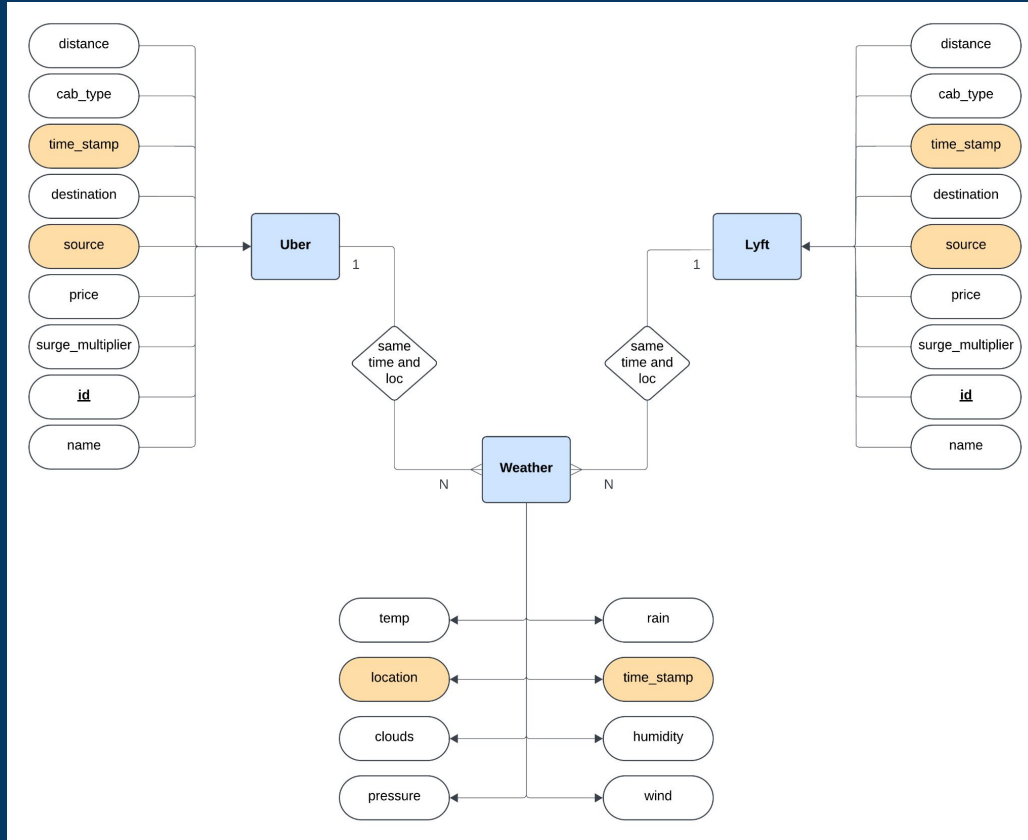 distance
cab_type
time_stamp
destination
source
price
surge_multiplier
id
name
Uber
1
same
time and
loc
N
distance
cab_type
time_stamp
destination
source
price
surge_multiplier
id
name
Lyft
1
same
time and
loc
N
Weather
temp
rain
location
time_stamp
clouds
humidity
pressure
wind